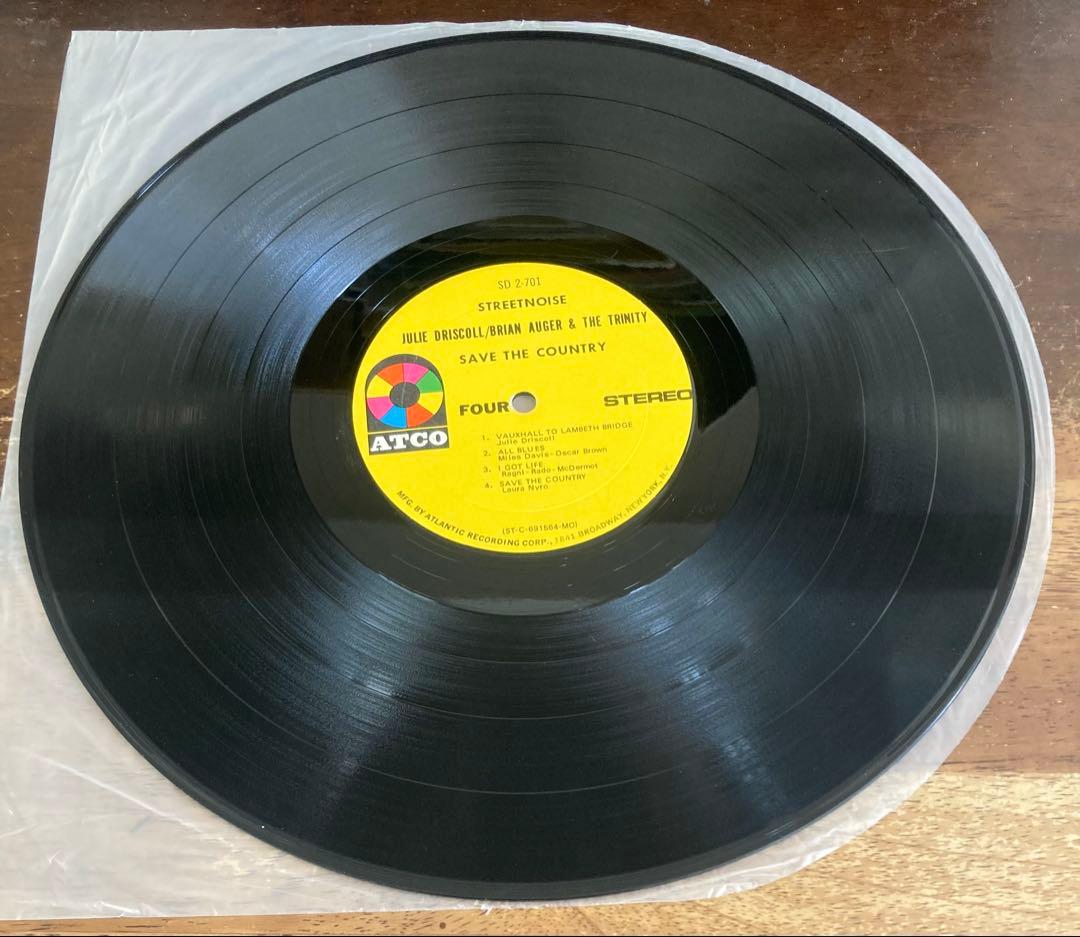 SD 2-701
STREETNOISE
JULIE DRISCOLL/BRIAN AUGER & THE TRINITY
SAVE THE COUNTRY
ATCO
FOUR
STEREO
1. VAUXHALL TO LAMBETH BRIDGE
Julie Driscoll
2. ALL BLUES
Miles Davis-Oscar Brown
3. I GOT LIFE
Ragni-Rado-McDermot
4. SAVE THE COUNTRY
Laura Nyro
(ST-C-691564-MO)
MFG. BY ATLANTIC RECORDING CORP., 1841 BROADWAY, NEW YORK, N.Y.